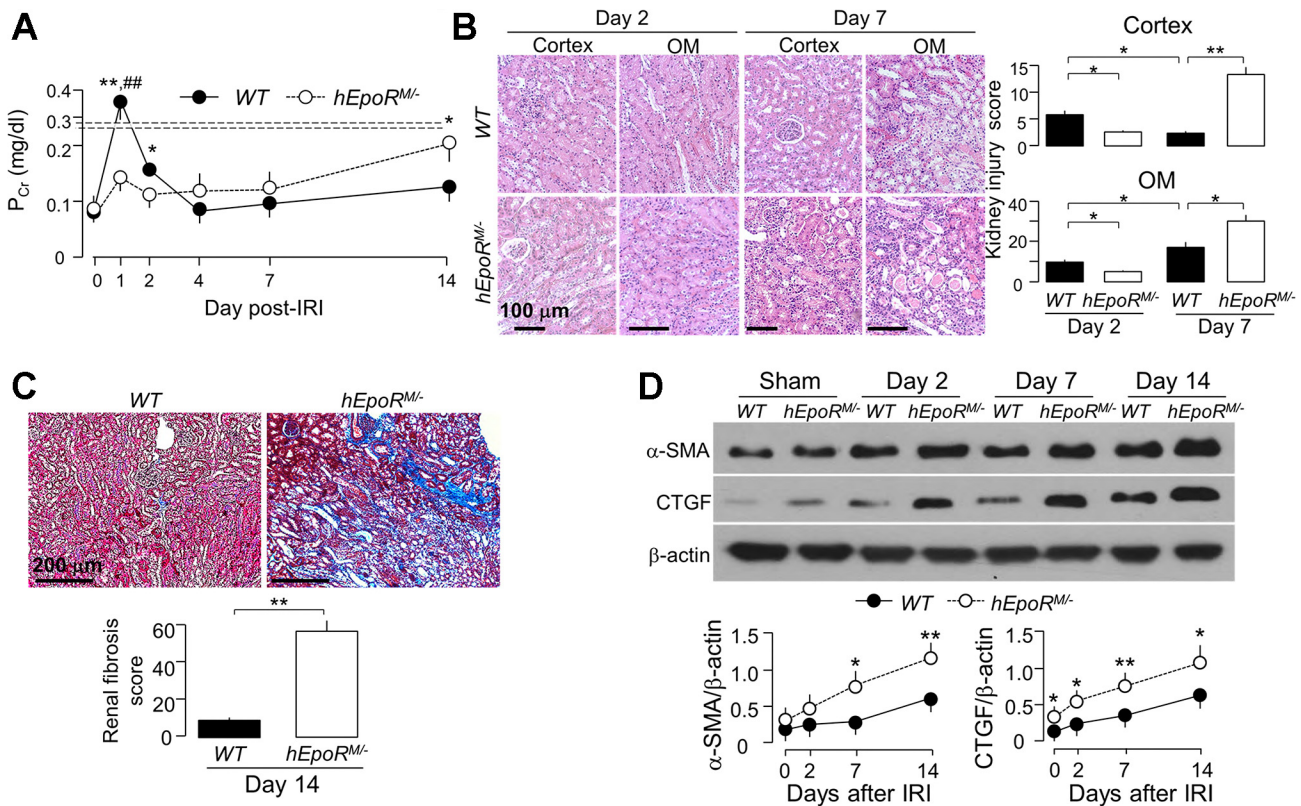 A
**,##
WT
hEpoR^M/-
*
*
P_Cr (mg/dl)
0.4
0.3
0.2
0.1
0
0 1 2 4 7 14
Day post-IRI
B
Day 2 Day 7
Cortex OM Cortex OM
WT
hEpoR^M/-
100 μm
Cortex
* **
*
15
10
5
0
OM
* *
*
40
20
0
Kidney injury score
WT hEpoR^M/- WT hEpoR^M/-
Day 2 Day 7
C
WT hEpoR^M/-
200 μm
**
60
40
20
0
Renal fibrosis
score
WT hEpoR^M/-
Day 14
D
Sham Day 2 Day 7 Day 14
WT hEpoR^M/- WT hEpoR^M/- WT hEpoR^M/- WT hEpoR^M/-
α-SMA
CTGF
β-actin
WT hEpoR^M/-
α-SMA/β-actin
1.5
1.0
0.5
0
* **
0 2 7 14
Days after IRI
CTGF/β-actin
1.5
1.0
0.5
0
* * ** *
0 2 7 14
Days after IRI